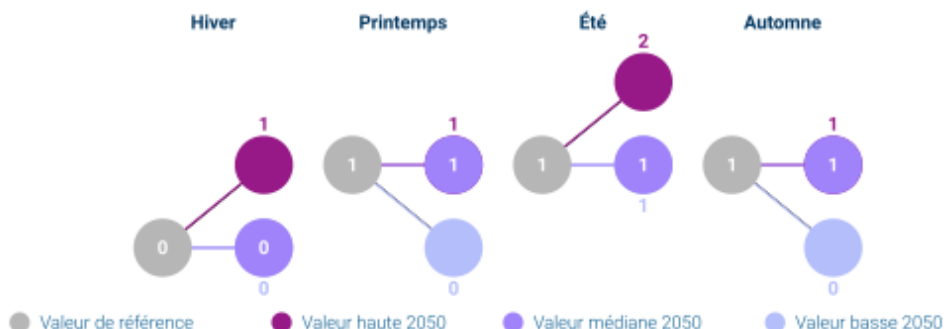 Hiver Printemps Été Automne
2
1 1 1
1 1 1 1 1 1
1
0 0
0 0 0
Valeur de référence Valeur haute 2050 Valeur médiane 2050 Valeur basse 2050